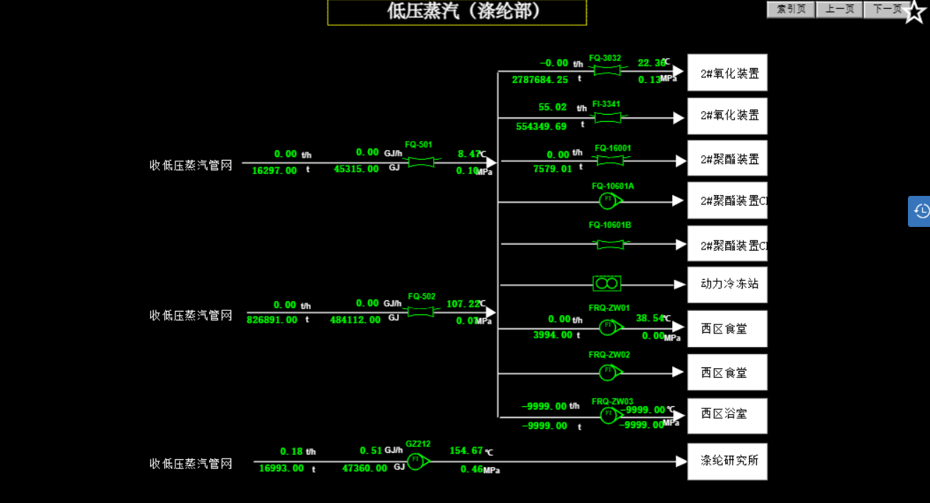 低压蒸汽（涤纶部）
索引页 上一页 下一页
FQ-3032
-0.00 t/h 22.36 ℃
2787684.25 t 0.13 MPa
2#氧化装置
FI-3341
55.02 t/h
554349.69 t
2#氧化装置
FQ-501
收低压蒸汽管网
0.00 t/h 0.00 GJ/h 8.47 ℃
16297.00 t 45315.00 GJ 0.10 MPa
FQ-16001
0.00 t/h
7579.01 t
2#聚酯装置
FQ-10601A
FI
2#聚酯装置C
FQ-10601B
2#聚酯装置C
动力冷冻站
FQ-502
收低压蒸汽管网
0.00 t/h 0.00 GJ/h 107.22 ℃
826891.00 t 484112.00 GJ 0.07 MPa
FRQ-ZW01
0.00 t/h FI 38.54 ℃
3994.00 t 0.00 MPa
西区食堂
FRQ-ZW02
FI
西区食堂
FRQ-ZW03
-9999.00 t/h FI -9999.00 ℃
-9999.00 t -9999.00 MPa
西区浴室
GZ212
收低压蒸汽管网
0.18 t/h 0.51 GJ/h FI 154.67 ℃
16993.00 t 47360.00 GJ 0.46 MPa
涤纶研究所